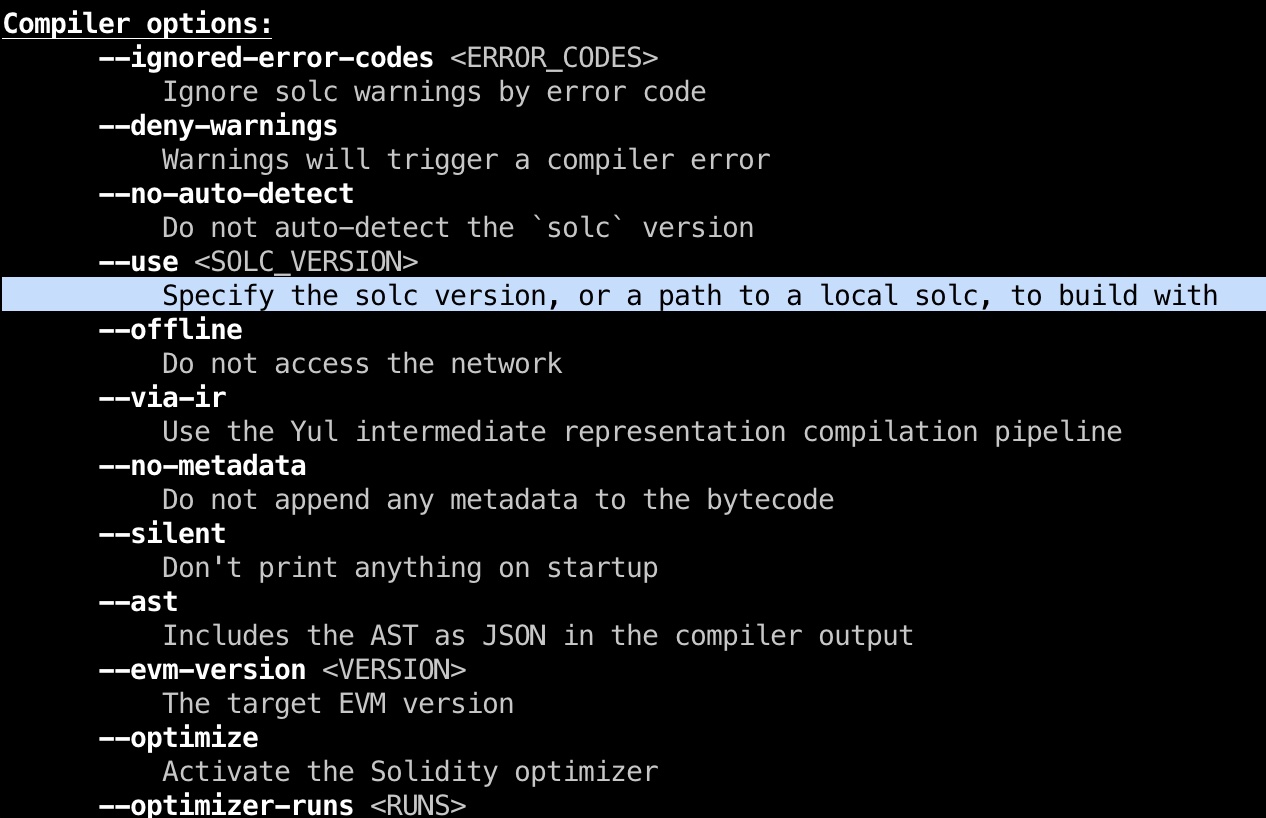 Compiler options:
--ignored-error-codes <ERROR_CODES>
Ignore solc warnings by error code
--deny-warnings
Warnings will trigger a compiler error
--no-auto-detect
Do not auto-detect the `solc` version
--use <SOLC_VERSION>
Specify the solc version, or a path to a local solc, to build with
--offline
Do not access the network
--via-ir
Use the Yul intermediate representation compilation pipeline
--no-metadata
Do not append any metadata to the bytecode
--silent
Don't print anything on startup
--ast
Includes the AST as JSON in the compiler output
--evm-version <VERSION>
The target EVM version
--optimize
Activate the Solidity optimizer
--optimizer-runs <RUNS>